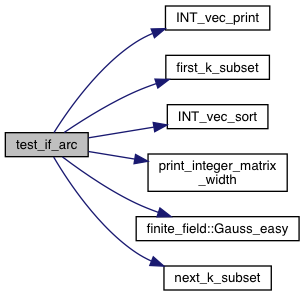 INT_vec_print
first_k_subset
INT_vec_sort
test_if_arc
print_integer_matrix
_width
finite_field::Gauss_easy
next_k_subset